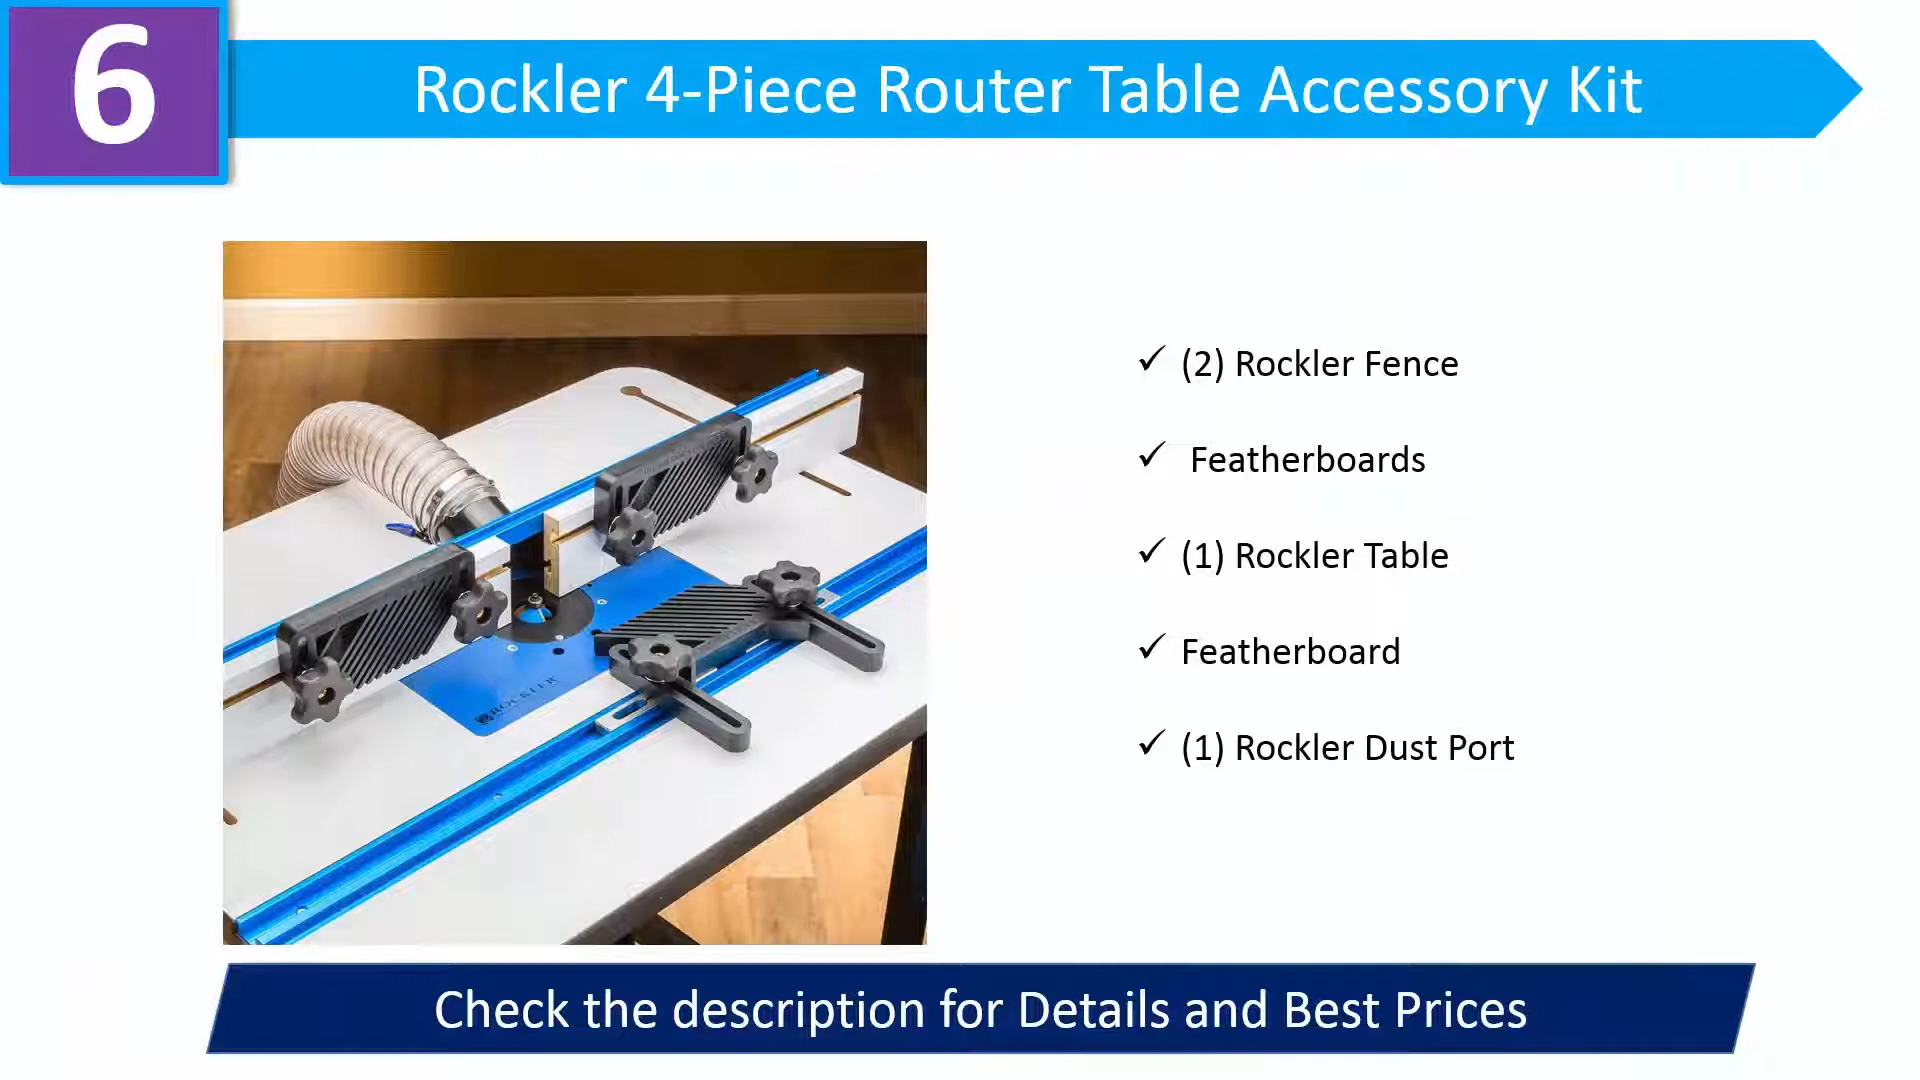 6
Rockler 4-Piece Router Table Accessory Kit
✓ (2) Rockler Fence
✓ Featherboards
✓ (1) Rockler Table
✓ Featherboard
✓ (1) Rockler Dust Port
ROCKLER
Check the description for Details and Best Prices